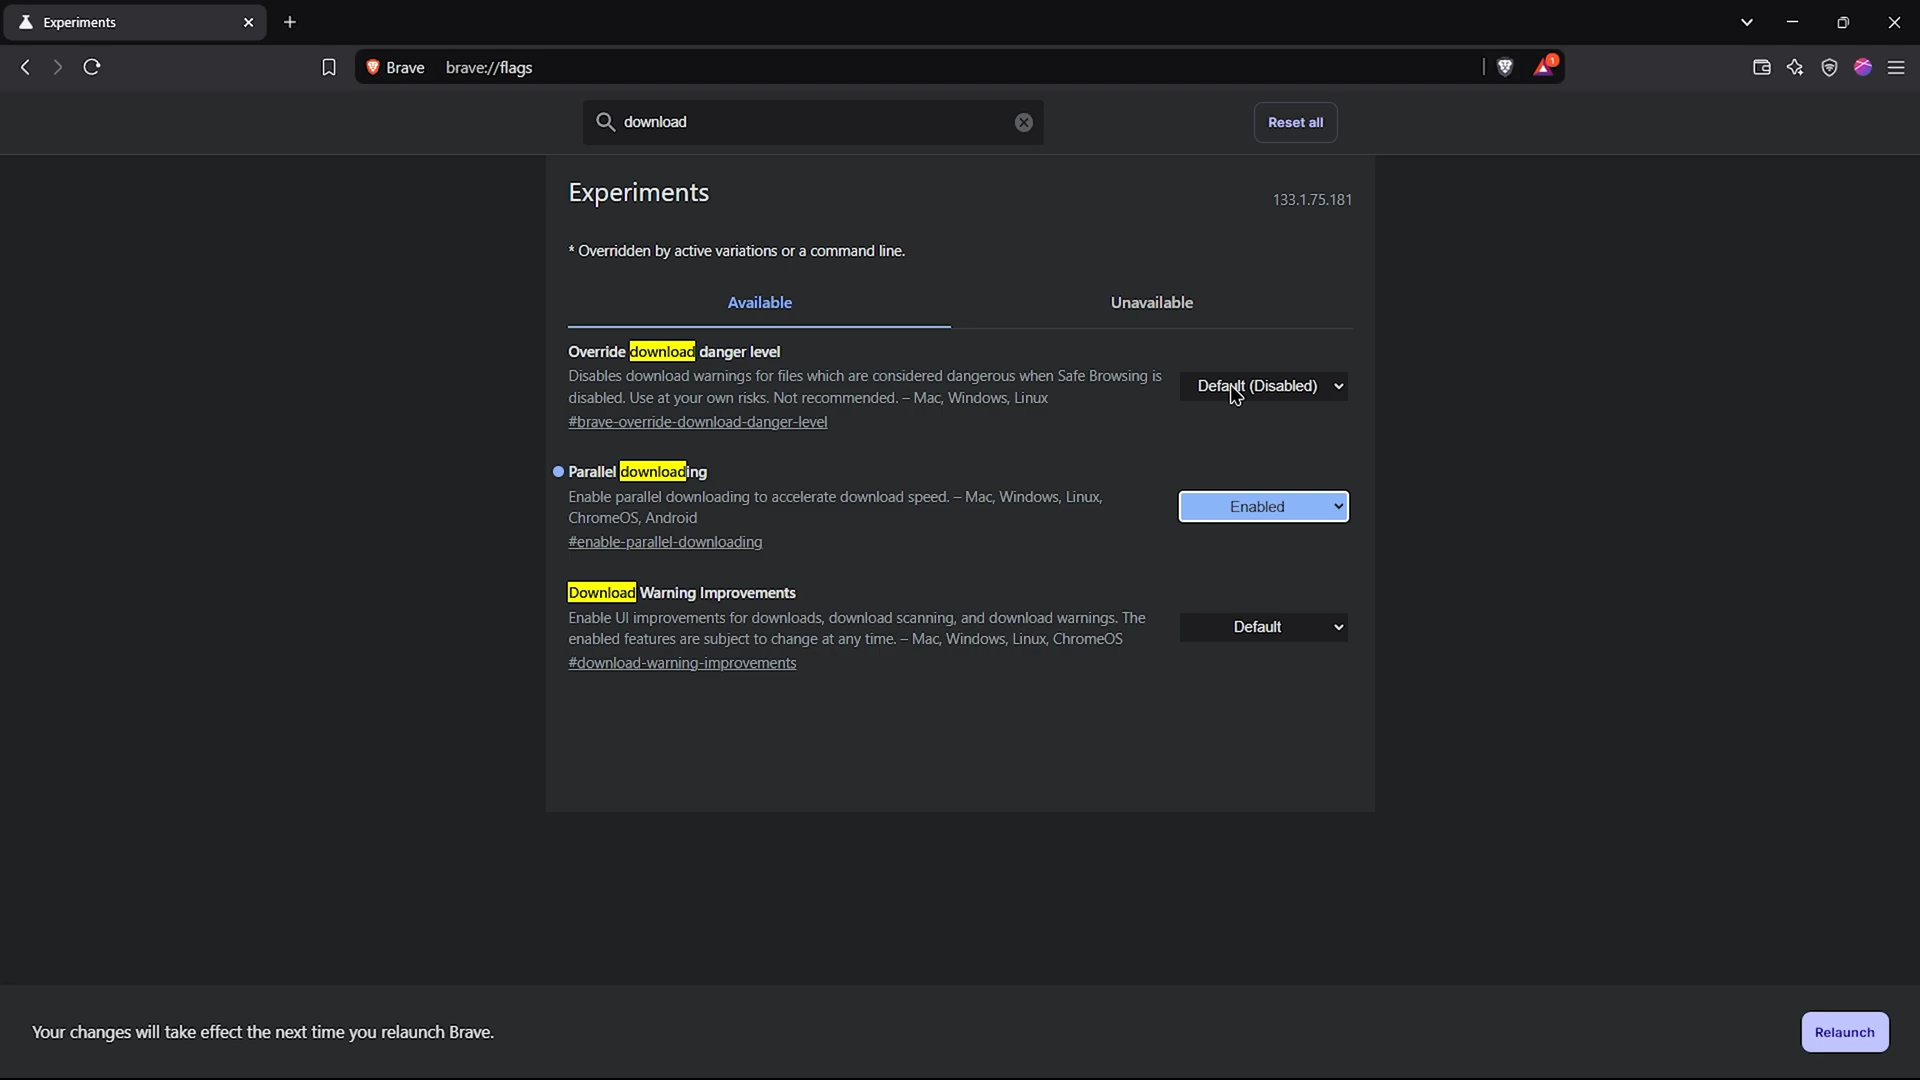 Experiments
Brave brave://flags
1
download
Reset all
Experiments
133.1.75.181
* Overridden by active variations or a command line.
Available
Unavailable
Override download danger level
Disables download warnings for files which are considered dangerous when Safe Browsing is
disabled. Use at your own risks. Not recommended. – Mac, Windows, Linux
#brave-override-download-danger-level
Default (Disabled)
Parallel downloading
Enable parallel downloading to accelerate download speed. – Mac, Windows, Linux,
ChromeOS, Android
#enable-parallel-downloading
Enabled
Download Warning Improvements
Enable UI improvements for downloads, download scanning, and download warnings. The
enabled features are subject to change at any time. – Mac, Windows, Linux, ChromeOS
#download-warning-improvements
Default
Your changes will take effect the next time you relaunch Brave.
Relaunch